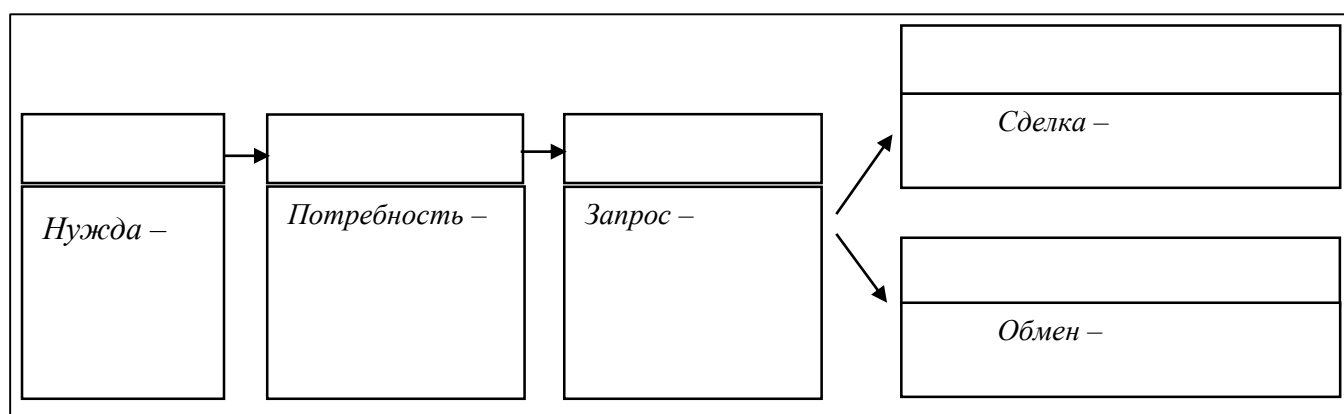 Нужда –
Потребность –
Запрос –
Сделка –
Обмен –